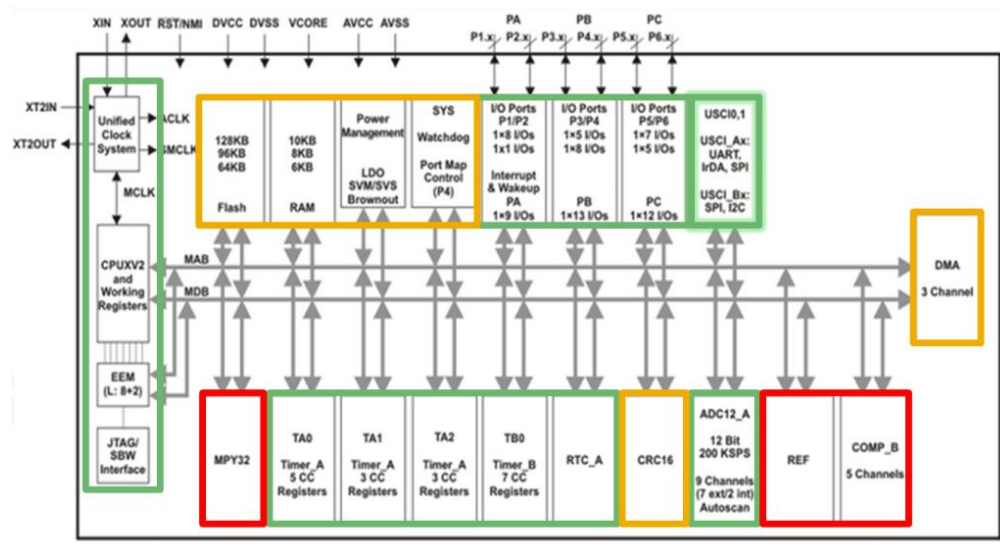 XIN XOUT RST/NMI DVCC DVSS VCORE AVCC AVSS
PA PB PC
P1.x P2.x P3.x P4.x P5.x P6.x
XT2IN
XT2OUT
Unified
Clock
System
ACLK
SMCLK
MCLK
CPUXV2
and
Working
Registers
EEM
(L: 8+2)
JTAG/
SBW
Interface
MAB
MDB
128KB
96KB
64KB
Flash
10KB
8KB
6KB
RAM
Power
Management
LDO
SVM/SVS
Brownout
SYS
Watchdog
Port Map
Control
(P4)
I/O Ports
P1/P2
1×8 I/Os
1x1 I/Os
Interrupt
& Wakeup
PA
1×9 I/Os
I/O Ports
P3/P4
1×5 I/Os
1×8 I/Os
PB
1×13 I/Os
I/O Ports
P5/P6
1×7 I/Os
1×5 I/Os
PC
1×12 I/Os
USCI0,1
USCI_Ax:
UART,
IrDA, SPI
USCI_Bx:
SPI, I2C
DMA
3 Channel
MPY32
TA0
Timer_A
5 CC
Registers
TA1
Timer_A
3 CC
Registers
TA2
Timer_A
3 CC
Registers
TB0
Timer_B
7 CC
Registers
RTC_A
CRC16
ADC12_A
12 Bit
200 KSPS
9 Channels
(7 ext/2 int)
Autoscan
REF
COMP_B
5 Channels